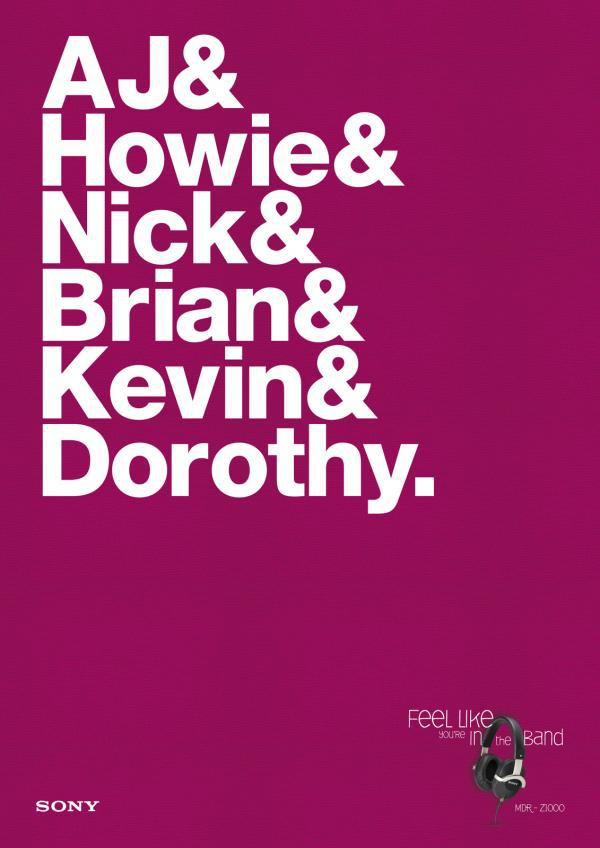 AJ&
Howie&
Nick&
Brian&
Kevin&
Dorothy.
FEEL LIKE
YOU'RE IN the Band
SONY
MDR - Z1000